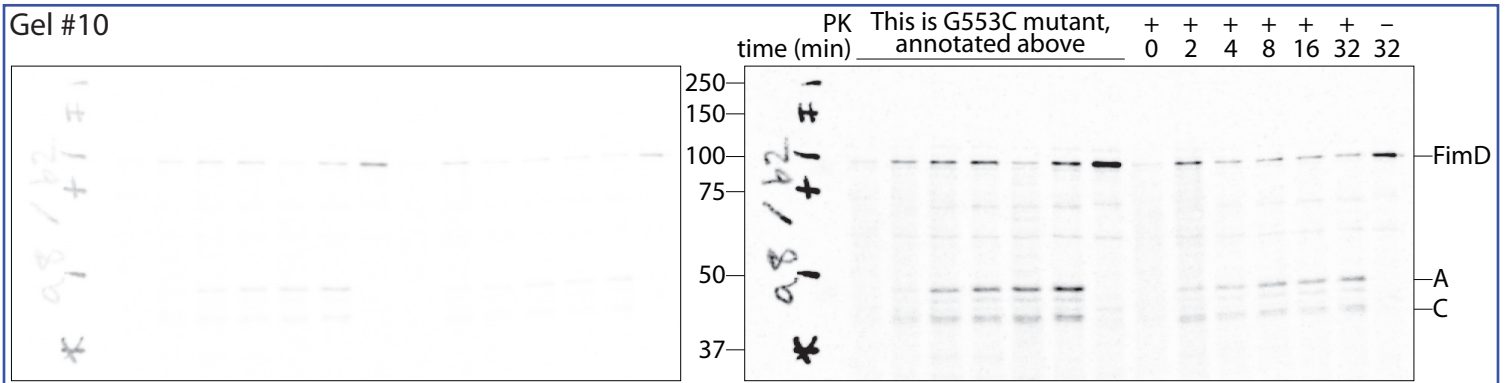 Gel #10
PK This is G553C mutant, + + + + + + –
time (min) annotated above 0 2 4 8 16 32 32
250
150
100 FimD
75
50 A
C
37